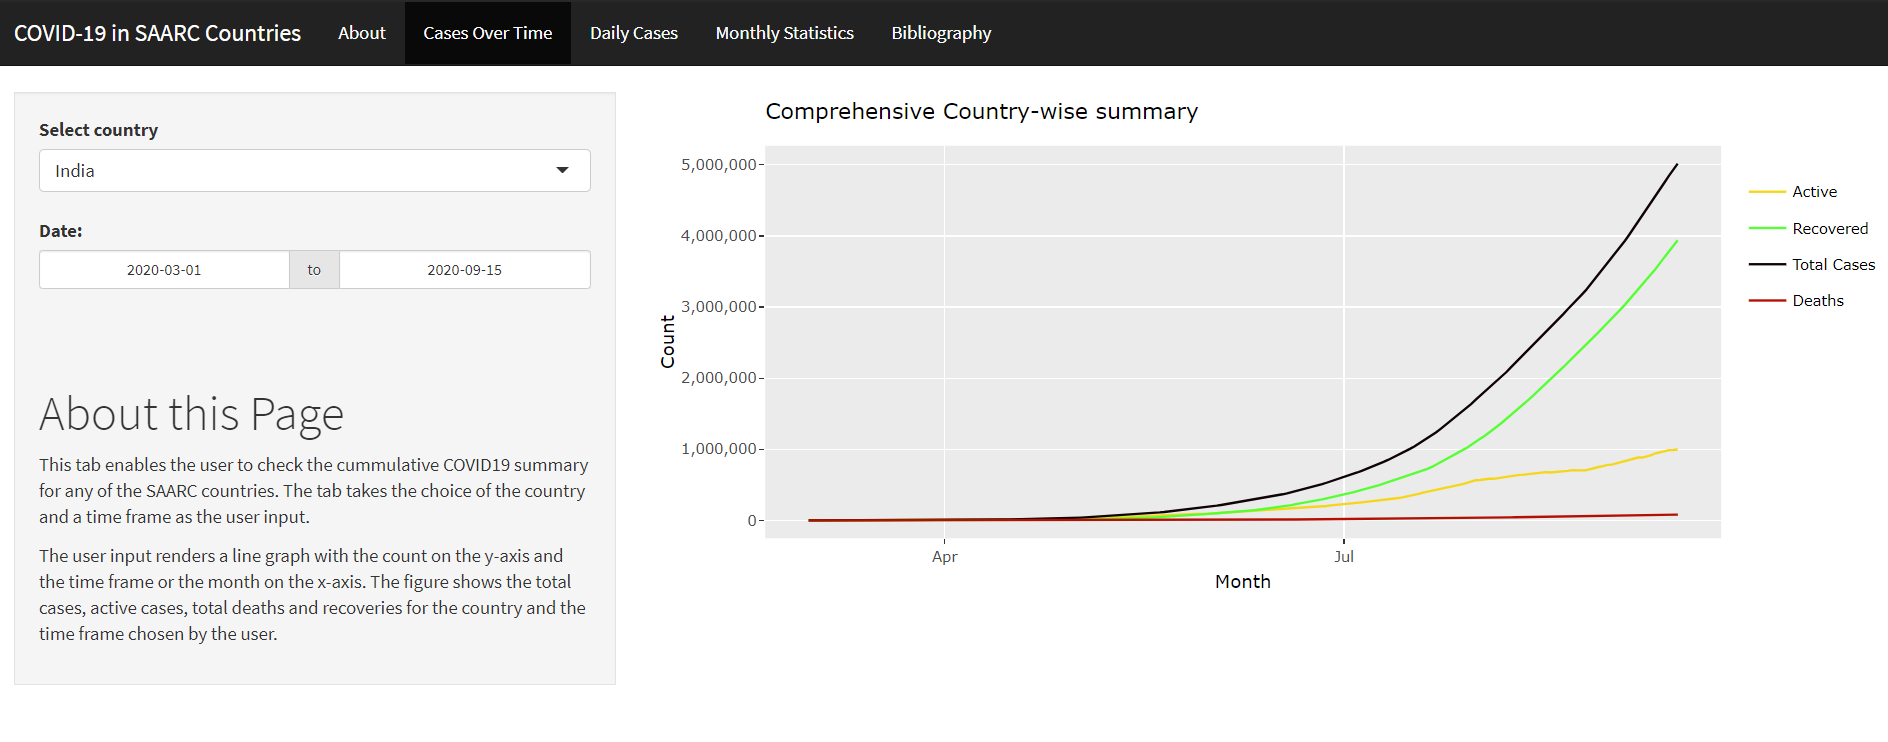 COVID-19 in SAARC Countries About Cases Over Time Daily Cases Monthly Statistics Bibliography
Select country
India
Date:
2020-03-01 to 2020-09-15
About this Page
This tab enables the user to check the cummulative COVID19 summary
for any of the SAARC countries. The tab takes the choice of the country
and a time frame as the user input.
The user input renders a line graph with the count on the y-axis and
the time frame or the month on the x-axis. The figure shows the total
cases, active cases, total deaths and recoveries for the country and the
time frame chosen by the user.
Comprehensive Country-wise summary
Count
5,000,000
4,000,000
3,000,000
2,000,000
1,000,000
0
Apr Jul
Month
Active
Recovered
Total Cases
Deaths